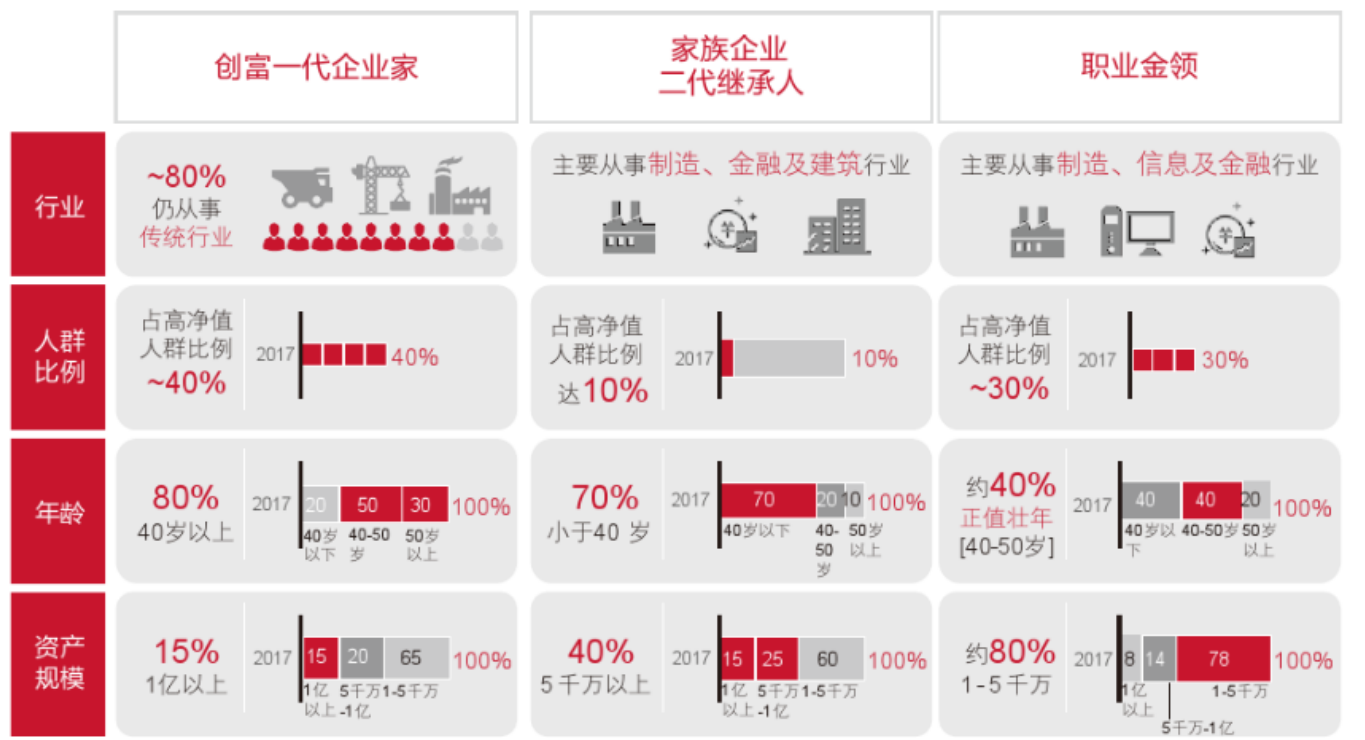 创富一代企业家
家族企业
二代继承人
职业金领
行业
~80%
仍从事
传统行业
主要从事制造、金融及建筑行业
主要从事制造、信息及金融行业
人群
比例
占高净值
人群比例
~40%
2017
40%
占高净值
人群比例
达10%
2017
10%
占高净值
人群比例
~30%
2017
30%
年龄
80%
40岁以上
2017
20
50
30
100%
40岁
以下
40-50
岁
50岁
以上
70%
小于40 岁
2017
70
20
10
100%
40岁以下
40-
50
岁
50岁
以上
约40%
正值壮年
[40-50岁]
2017
40
40
20
100%
40岁以
下
40-50岁
50岁
以上
资产
规模
15%
1亿以上
2017
15
20
65
100%
1亿
以上
5千万
-1亿
1-5千万
40%
5千万以上
2017
15
25
60
100%
1亿
以上
5千万
-1亿
1-5千万
约80%
1-5千万
2017
8
14
78
100%
1亿
以上
5千万-1亿
1-5千万